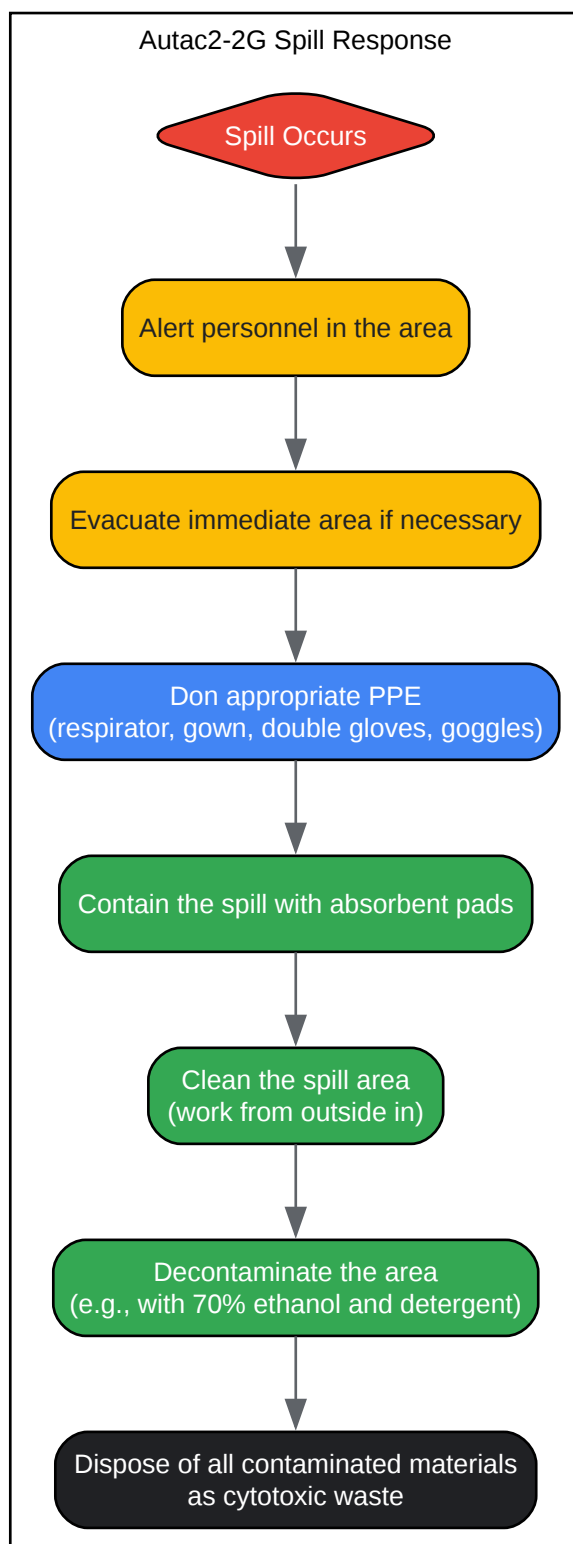 Autac2-2G Spill Response
Spill Occurs
Alert personnel in the area
Evacuate immediate area if necessary
Don appropriate PPE
(respirator, gown, double gloves, goggles)
Contain the spill with absorbent pads
Clean the spill area
(work from outside in)
Decontaminate the area
(e.g., with 70% ethanol and detergent)
Dispose of all contaminated materials
as cytotoxic waste